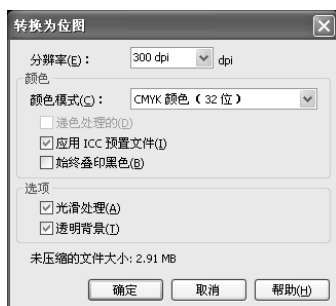 转换为位图
分辨率(E)： 300 dpi dpi
颜色
颜色模式(C)： CMYK 颜色（32 位）
递色处理的(D)
应用 ICC 预置文件(I)
始终叠印黑色(B)
选项
光滑处理(A)
透明背景(T)
未压缩的文件大小: 2.91 MB
确定 取消 帮助(H)